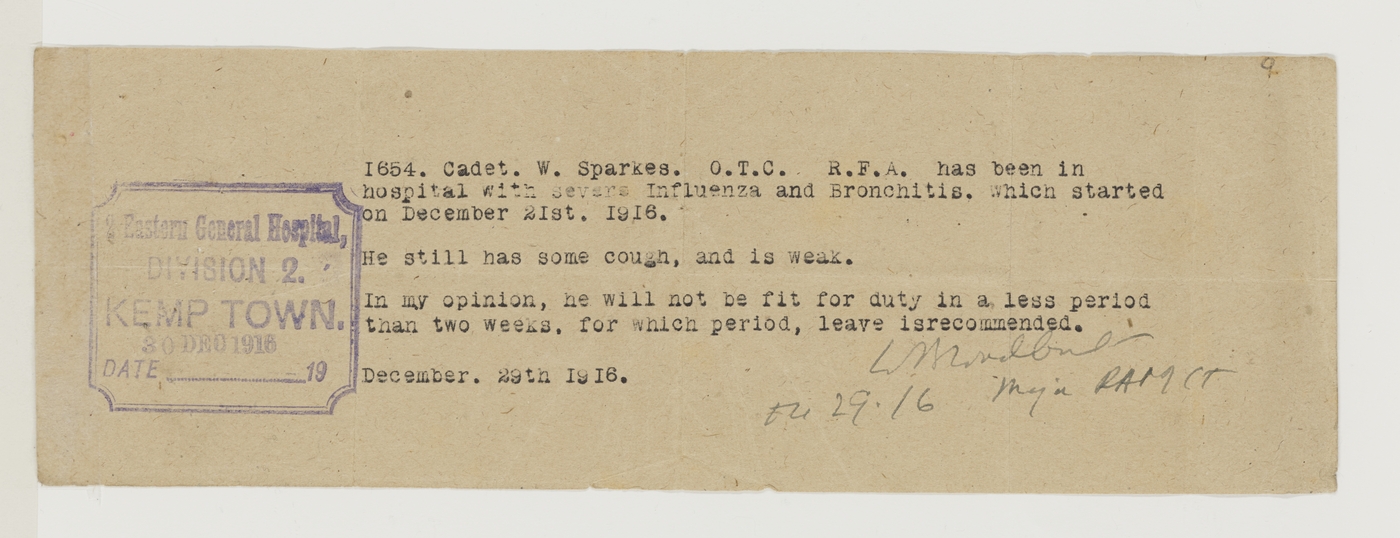 9
1654. Cadet. W. Sparkes. O.T.C. R.F.A. has been in
hospital with severe Influenza and Bronchitis. which started
on December 21st. 1916.
He still has some cough, and is weak.
In my opinion, he will not be fit for duty in a less period
than two weeks. for which period, leave isrecommended.
December. 29th 1916.
29.16
Major RAMCT
2-Eastern General Hospital,
DIVISION 2.
KEMP TOWN.
30 DEC 1916
DATE 19